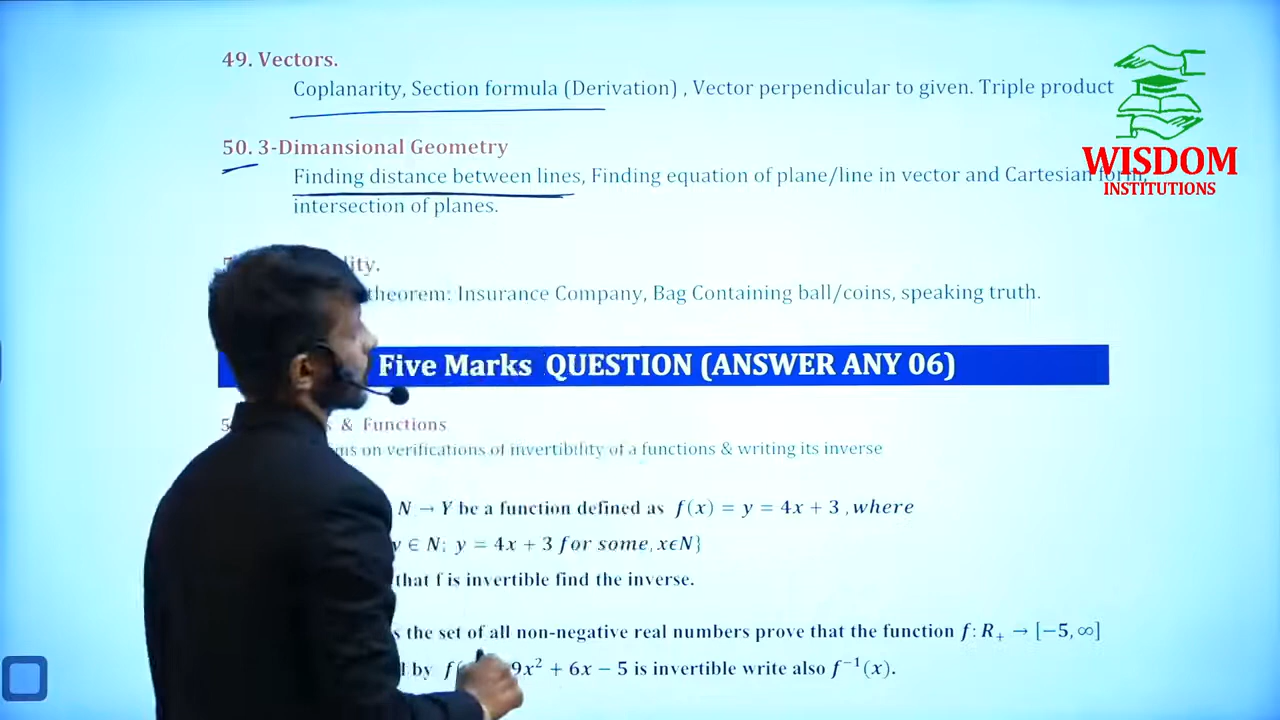 49. Vectors.
Coplanarity, Section formula (Derivation) , Vector perpendicular to given. Triple product
50. 3-Dimansional Geometry
Finding distance between lines, Finding equation of plane/line in vector and Cartesian form,
intersection of planes.
WISDOM
INSTITUTIONS
theorem: Insurance Company, Bag Containing ball/coins, speaking truth.
Five Marks QUESTION (ANSWER ANY 06)
& Functions
on verifications of invertibility of a functions & writing its inverse
N → Y be a function defined as f(x) = y = 4x + 3 , where
∈ N; y = 4x + 3 for some, xϵN}
that f is invertible find the inverse.
the set of all non-negative real numbers prove that the function f: R₊ → [−5, ∞]
by 9x² + 6x − 5 is invertible write also f⁻¹(x).